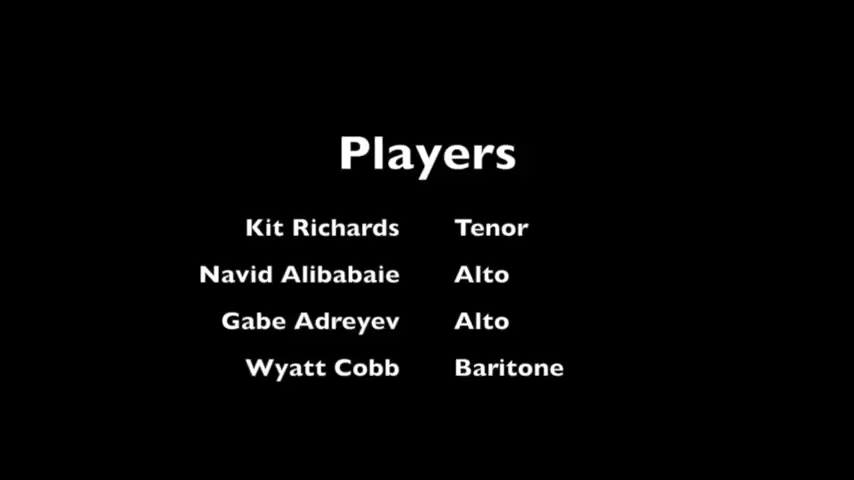 Players
Kit Richards Tenor
Navid Alibabaie Alto
Gabe Adreyev Alto
Wyatt Cobb Baritone